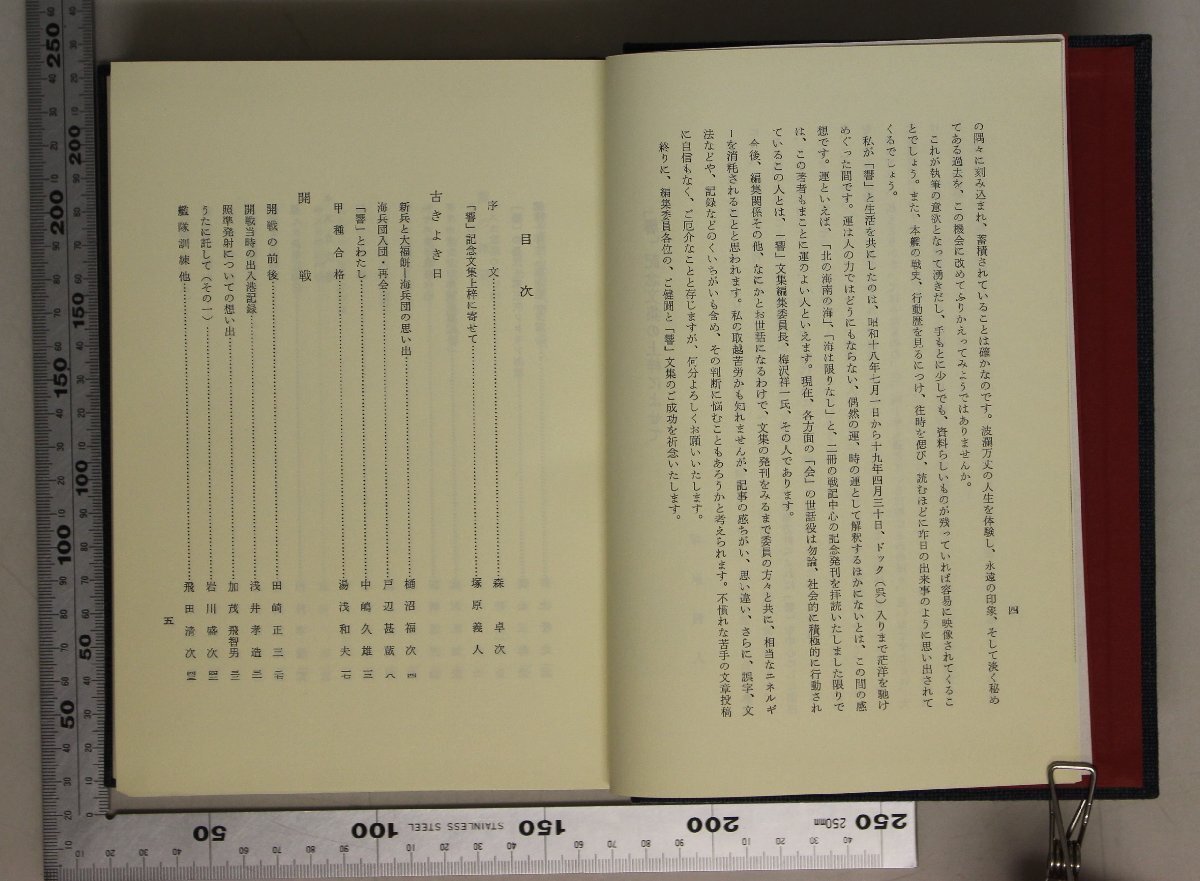 の隅々に刻み込まれ、蓄積されていることは確かなのです。波瀾万丈の人生を体験し、永遠の印象、そして淡く秘め
てある過去を、この機会に改めてふりかえってみようではありませんか。
これが執筆の意欲となって湧きだし、手もとに少しでも、資料らしいものが残っていれば容易に映像されてくるこ
とでしょう。また、本艦の戦史、行動歴を見るにつけ、往時を偲び、読むほどに昨日の出来事のように思い出されて
くるでしょう。
私が「響」と生活を共にしたのは、昭和十八年七月一日から十九年四月三十日、ドック（呉）入りまで茫洋を馳け
めぐった間です。運は人の力ではどうにもならない、偶然の運、時の運として解釈するほかにないとは、この間の感
想です。運といえば、「北の海南の海」、「海は限りなし」と、二冊の戦記中心の記念発刊を拝読いたしました限りで
は、この著者もまことに運のよい人といえます。現在、各方面の「会」の世話役は勿論、社会的に積極的に行動され
ているこの人とは、「響」文集編集委員長、梅沢祥一氏、その人であります。
今後、編集関係その他、なにかとお世話になるわけで、文集の発刊をみるまで委員の方々と共に、相当なエネルギ
ーを消耗されることと思われます。私の取越苦労かも知れませんが、記事の感ちがい、思い違い、さらに、誤字、文
法などや、記録などのくいちがいも含め、その判断に悩むこともあろうかと考えられます。不慣れな苦手の文章投稿
に自信もなく、ご厄介なことと存じますが、何分よろしくお願いいたします。
終りに、編集委員各位の、ご健闘と「響」文集のご成功を祈念いたします。
四
目次
序文 森卓次
「響」記念文集上梓に寄せて 塚原義人
古きよき日
新兵と大福餅―海兵団の思い出 樋沼福次 四
海兵団入団・再会 戸辺甚蔵 八
「響」とわたし 中嶋久雄
甲種合格 湯浅和夫
開戦
開戦の前後 田崎正三
開戦当時の出入港記録 浅井孝造
照準発射についての想い出 加茂飛智男
うたに託して（その一） 岩川盛次
艦隊訓練他 飛田清次
五
250
200
150
100
50
50
100
STAINLESS STEEL
150
200
250mm
250